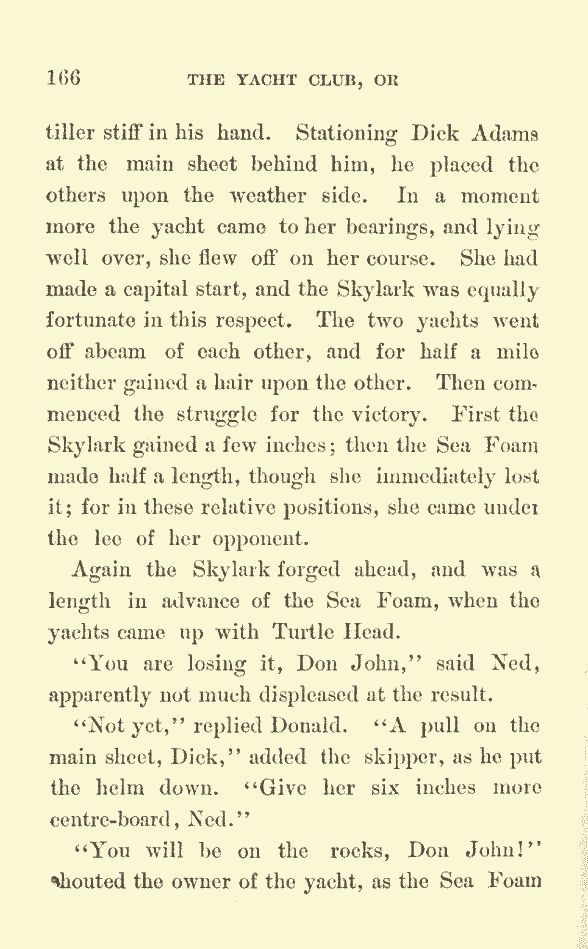 166 THE YACHT CLUB, OR
tiller stiff in his hand. Stationing Dick Adams
at the main sheet behind him, he placed the
others upon the weather side. In a moment
more the yacht came to her bearings, and lying
well over, she flew off on her course. She had
made a capital start, and the Skylark was equally
fortunate in this respect. The two yachts went
off abeam of each other, and for half a mile
neither gained a hair upon the other. Then com-
menced the struggle for the victory. First the
Skylark gained a few inches; then the Sea Foam
made half a length, though she immediately lost
it; for in these relative positions, she came under
the lee of her opponent.
Again the Skylark forged ahead, and was a
length in advance of the Sea Foam, when the
yachts came up with Turtle Head.
"You are losing it, Don John," said Ned,
apparently not much displeased at the result.
"Not yet," replied Donald. "A pull on the
main sheet, Dick," added the skipper, as he put
the helm down. "Give her six inches more
centre-board, Ned."
"You will be on the rocks, Don John!"
shouted the owner of the yacht, as the Sea Foam